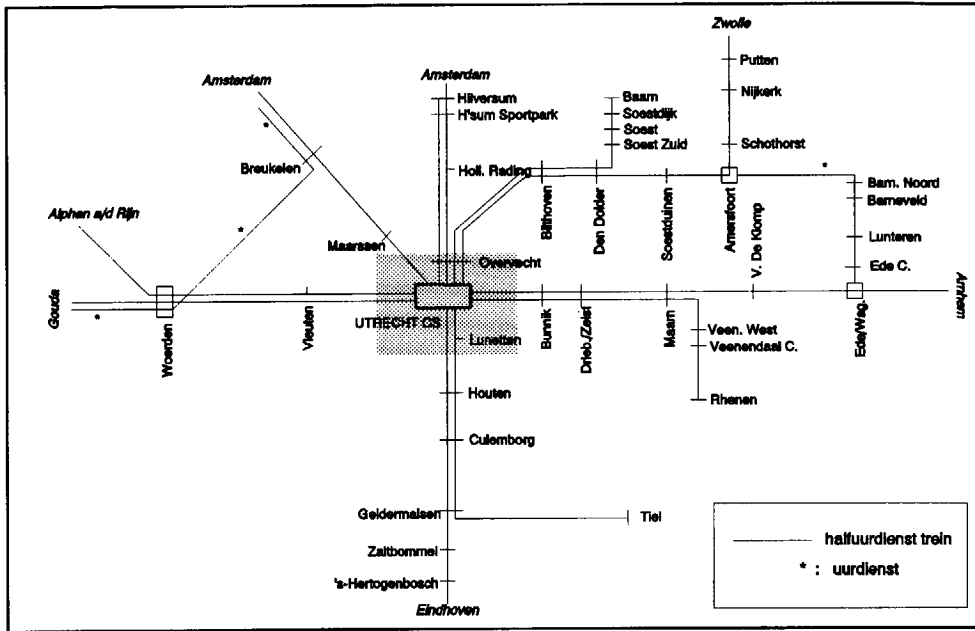 Zwolle
Putten
Nijkerk
Schothorst
Amsterdam
Amsterdam
Hilversum
H'sum Sportpark
Holl. Rading
Baarn
Soestdijk
Soest
Soest Zuid
Breukelen
*
*
*
Alphen a/d Rijn
Maarssen
Overvecht
Bilthoven
Den Dolder
Soestduinen
Amersfoort
V. De Klomp
Barn. Noord
Barneveld
Lunteren
Ede C.
Gouda
*
Woerden
Vleuten
UTRECHT CS
Lunetten
Bunnik
Drieb./Zeist
Maarn
Veen. West
Veenendaal C.
Rhenen
Ede/Wag.
Arnhem
Houten
Culemborg
Geldermalsen
Tiel
Zaltbommel
's-Hertogenbosch
Eindhoven
halfuurdienst trein
* : uurdienst